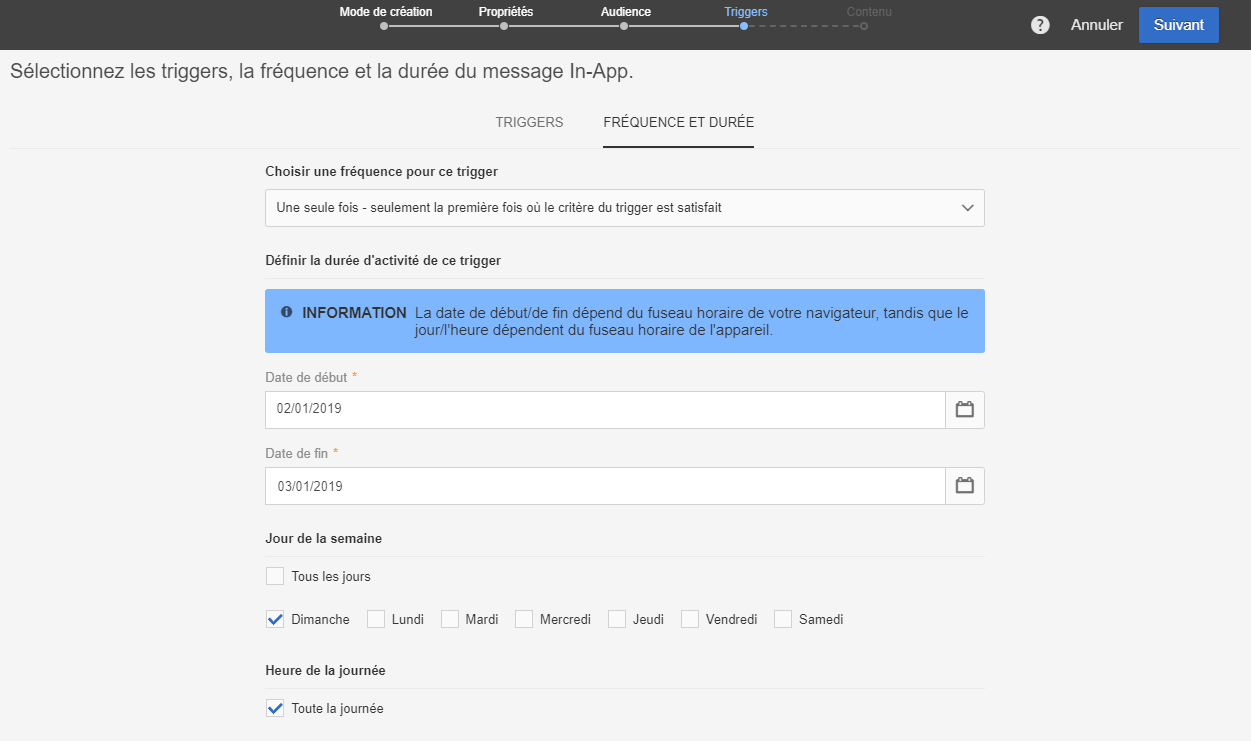 Mode de création Propriétés Audience Triggers Contenu
? Annuler Suivant
Sélectionnez les triggers, la fréquence et la durée du message In-App.
TRIGGERS FRÉQUENCE ET DURÉE
Choisir une fréquence pour ce trigger
Une seule fois - seulement la première fois où le critère du trigger est satisfait
Définir la durée d'activité de ce trigger
INFORMATION La date de début/de fin dépend du fuseau horaire de votre navigateur, tandis que le
jour/l'heure dépendent du fuseau horaire de l'appareil.
Date de début *
02/01/2019
Date de fin *
03/01/2019
Jour de la semaine
Tous les jours
Dimanche Lundi Mardi Mercredi Jeudi Vendredi Samedi
Heure de la journée
Toute la journée